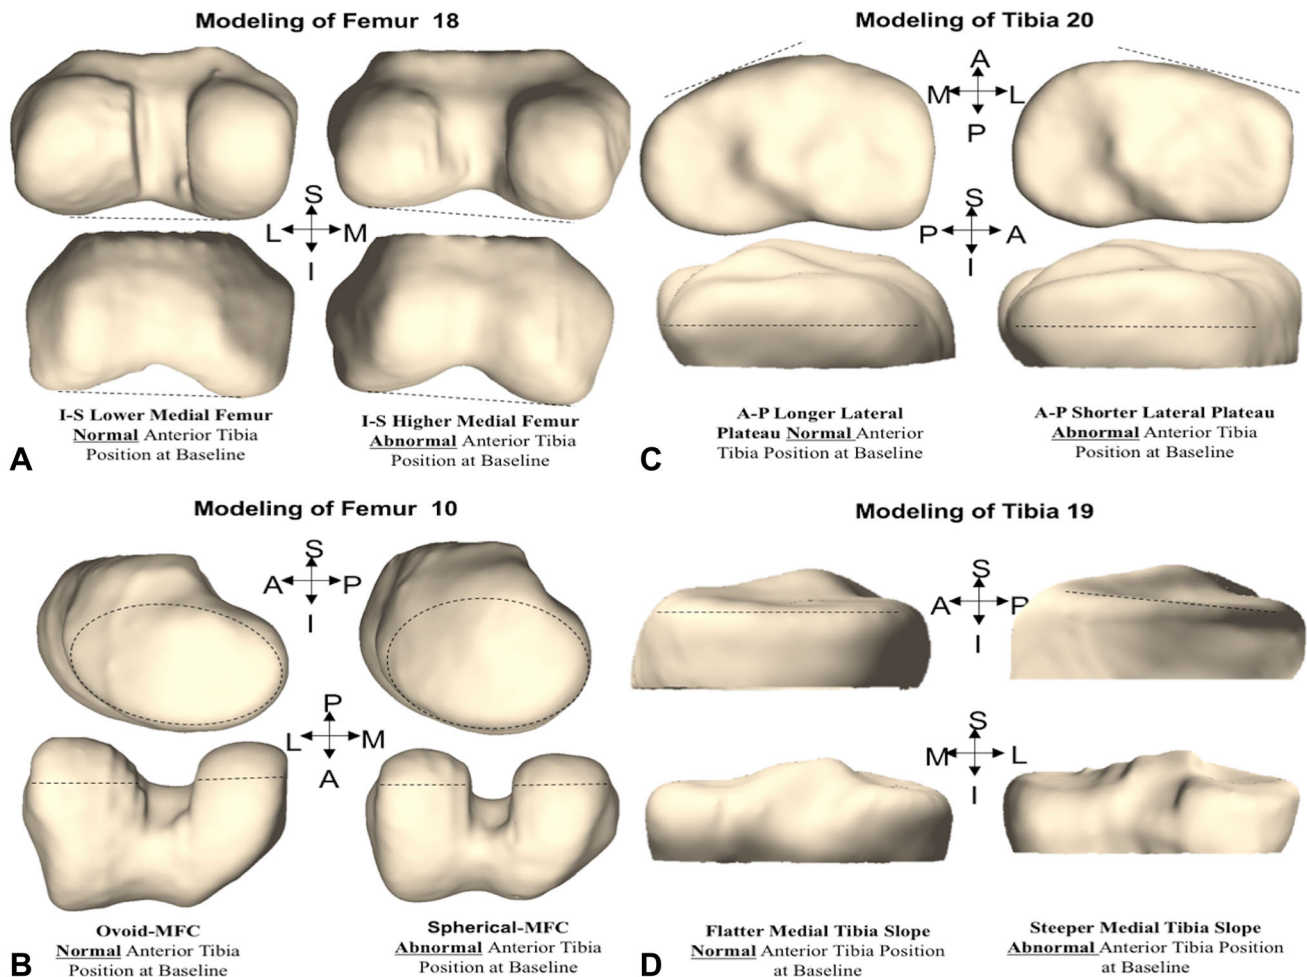 Modeling of Femur 18
S
L M
I
I-S Lower Medial Femur
Normal Anterior Tibia
Position at Baseline
I-S Higher Medial Femur
Abnormal Anterior Tibia
Position at Baseline
A
Modeling of Tibia 20
A
M L
P
S
P A
I
A-P Longer Lateral
Plateau Normal Anterior
Tibia Position at Baseline
A-P Shorter Lateral Plateau
Abnormal Anterior Tibia
Position at Baseline
C
Modeling of Femur 10
S
A P
I
P
L M
A
Ovoid-MFC
Normal Anterior Tibia
Position at Baseline
Spherical-MFC
Abnormal Anterior Tibia
Position at Baseline
B
Modeling of Tibia 19
S
A P
I
S
M L
I
Flatter Medial Tibia Slope
Normal Anterior Tibia Position
at Baseline
Steeper Medial Tibia Slope
Abnormal Anterior Tibia Position
at Baseline
D